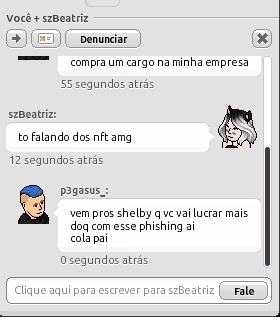 Você + szBeatriz
Denunciar
compra um cargo na minha empresa
55 segundos atrás
szBeatriz:
to falando dos nft amg
12 segundos atrás
p3gasus_:
vem pros shelby q vc vai lucrar mais
doq com esse phishing ai
cola pai
0 segundos atrás
Clique aqui para escrever para szBeatriz
Fale